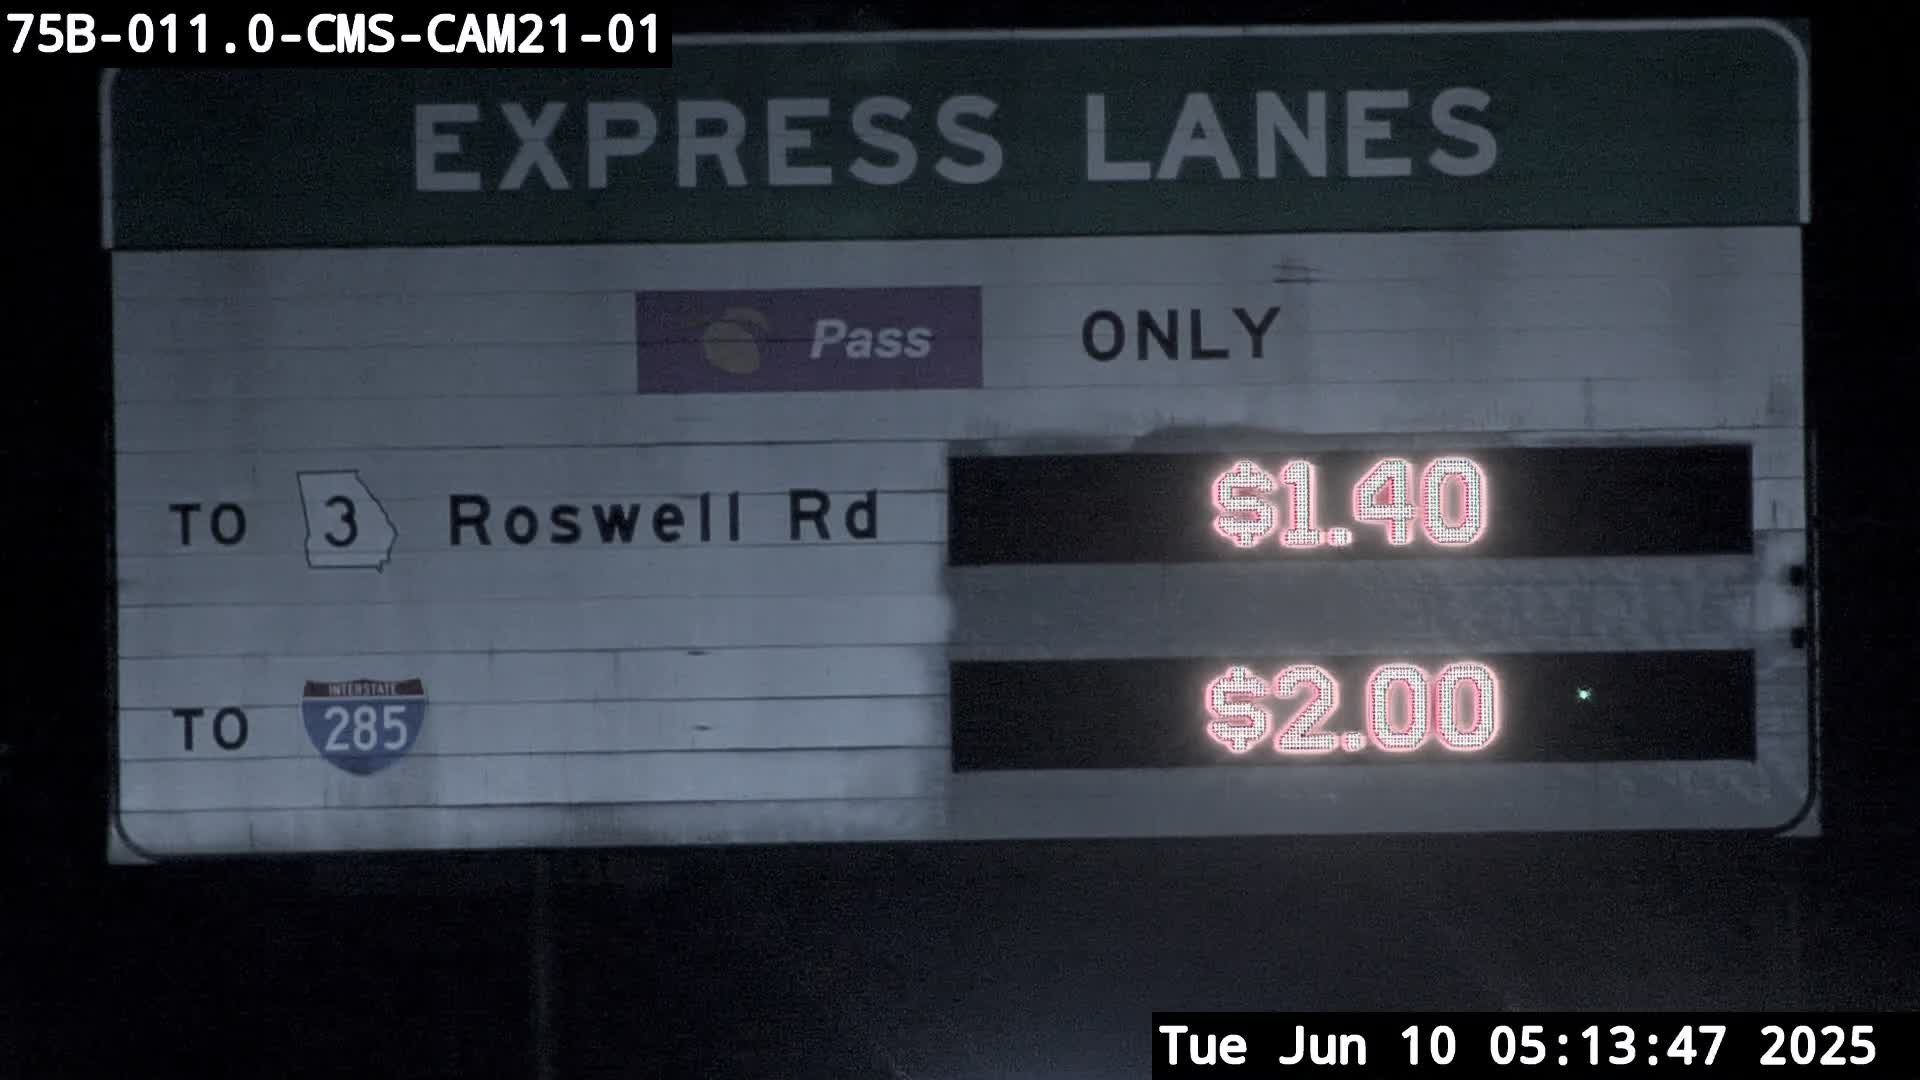 75B-011.0-CMS-CAM21-01
EXPRESS LANES
Pass ONLY
TO 3 Roswell Rd $1.40
INTERSTATE
TO 285 $2.00
Tue Jun 10 05:13:47 2025